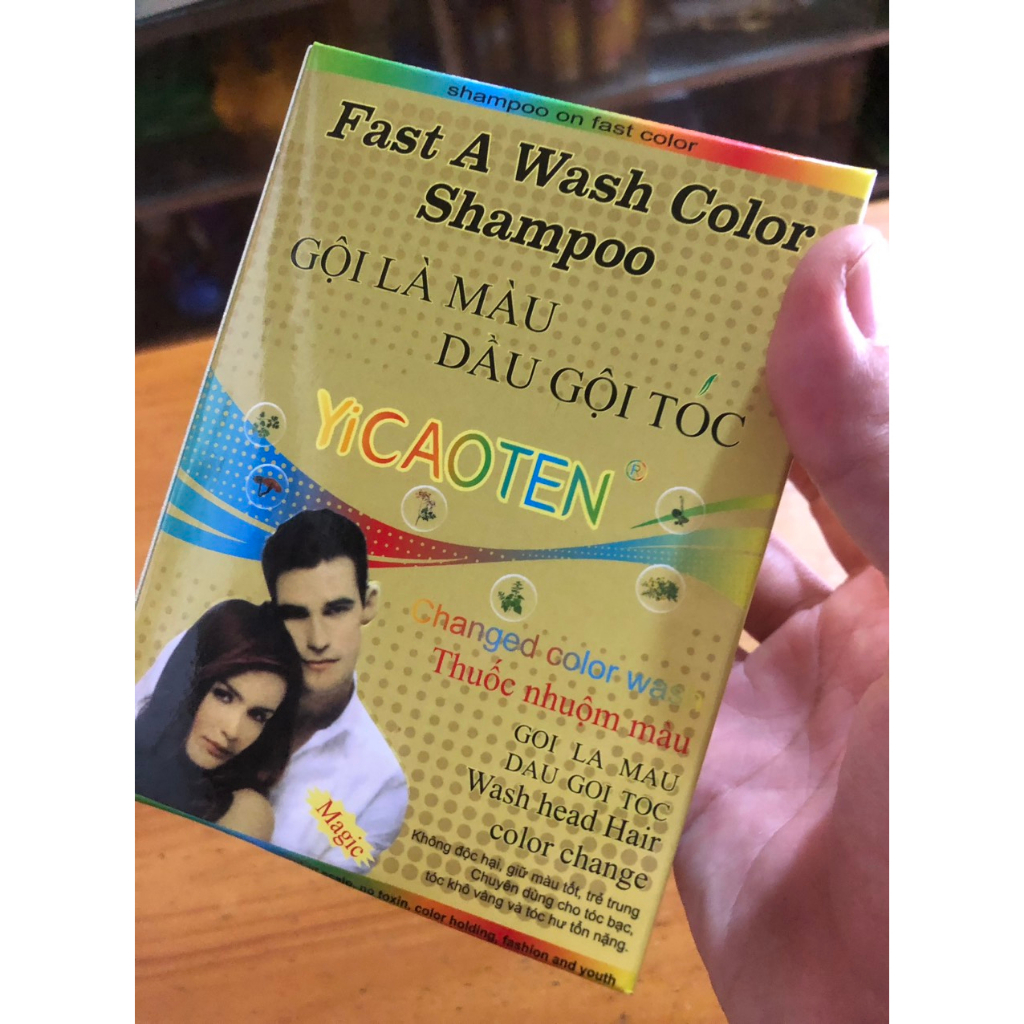 shampoo on fast color
Fast A Wash Color
Shampoo
GỘI LÀ MÀU
DẦU GỘI TÓC
YiCAOTEN ®
Changed color was
Thuốc nhuộm màu
GOI LA MAU
DAU GOI TOC
Wash head Hair
color change
Magic
Không độc hại, giữ màu tốt, trẻ trung
Chuyên dùng cho tóc bạc,
tóc khô vàng và tóc hư tổn nặng.
no toxin, color holding, fashion and youth